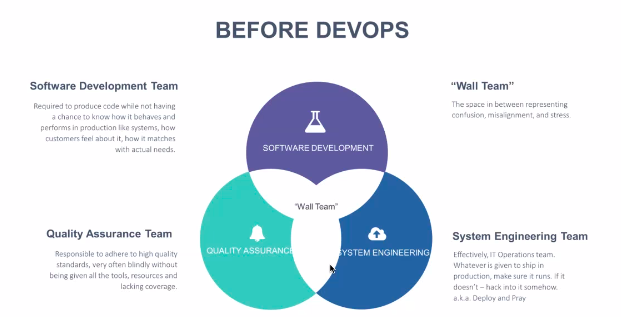 BEFORE DEVOPS
Software Development Team
Required to produce code while not having
a chance to know how it behaves and
performs in production like systems, how
customers feel about it, how it matches
with actual needs.
"Wall Team"
The space in between representing
confusion, misalignment, and stress
SOFTWARE DEVELOPMENT
"Wall Team"
QUALITY ASSURANCE
SYSTEM ENGINEERING
Quality Assurance Team
Responsible to adhere to high quality
standards, very often blindly without
being given all the tools, resources and
lacking coverage.
System Engineering Team
Effectively, IT Operations team.
Whatever is given to ship in
production, make sure it runs. If it
doesn't – hack into it somehow.
a.k.a. Deploy and Pray